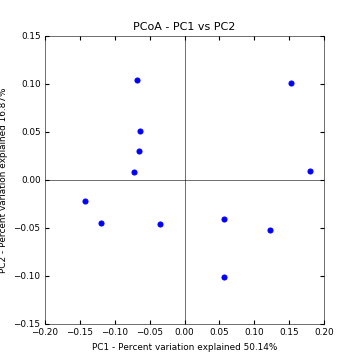 PCoA - PC1 vs PC2
0.15
0.10
0.05
0.00
−0.05
−0.10
−0.15
PC2 - Percent variation explained 16.87%
−0.20 −0.15 −0.10 −0.05 0.00 0.05 0.10 0.15 0.20
PC1 - Percent variation explained 50.14%